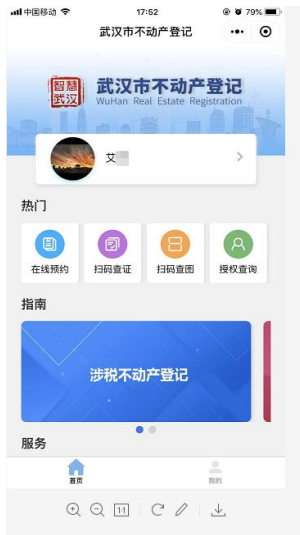 中国移动 17:52 79%
武汉市不动产登记
智慧武汉
武汉市不动产登记
WuHan Real Estate Registration
艾
热门
在线预约 扫码查证 扫码查图 授权查询
指南
涉税不动产登记
服务
首页 我的
1:1